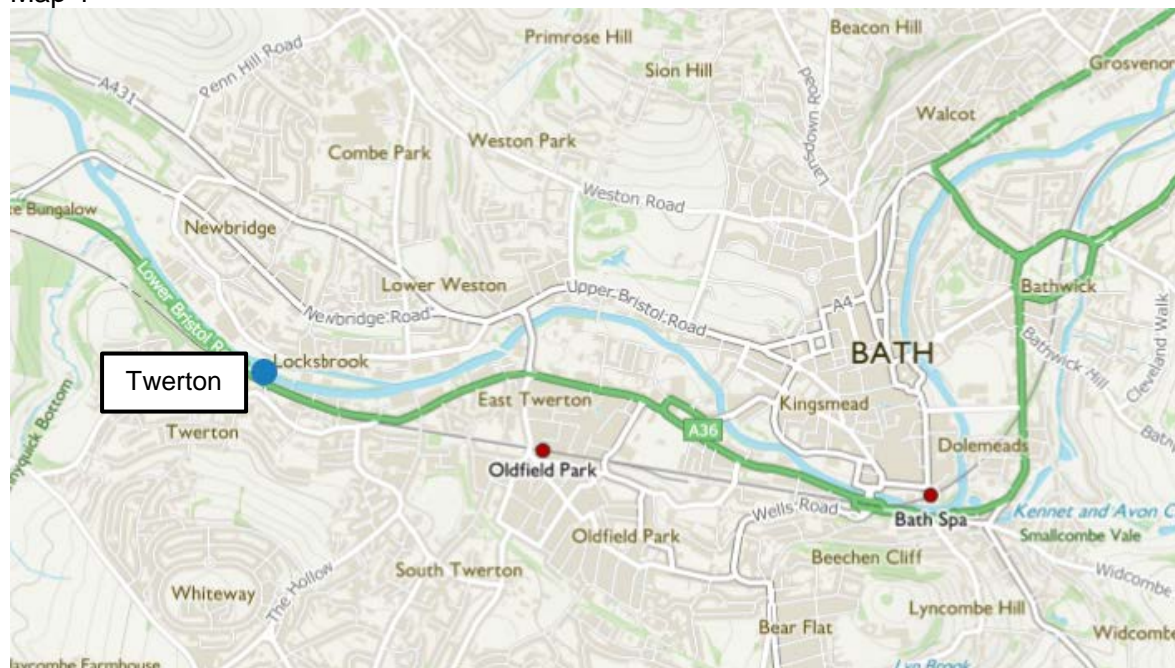 Primrose Hill
Beacon Hill
Grosvenor
Penn Hill Road
A431
Sion Hill
Lansdown Road
Walcot
Combe Park
Weston Park
Weston Road
Bungalow
Newbridge
Lower Weston
Upper Bristol Road
A4
Bathwick
Lower Bristol
Newbridge Road
BATH
Bathwick Hill
Cleveland Walk
Locksbrook
Twerton
East Twerton
Kingsmead
Twerton
A36
Dolemeads
Bottom
Oldfield Park
Wells Road
Bath Spa
Kennet and Avon C
Smallcombe Vale
Oldfield Park
Beechen Cliff
South Twerton
Widcombe
Whiteway
The Hollow
Lyncombe Hill
Bear Flat
Widcombe
Farmhouse
Lyn Brook